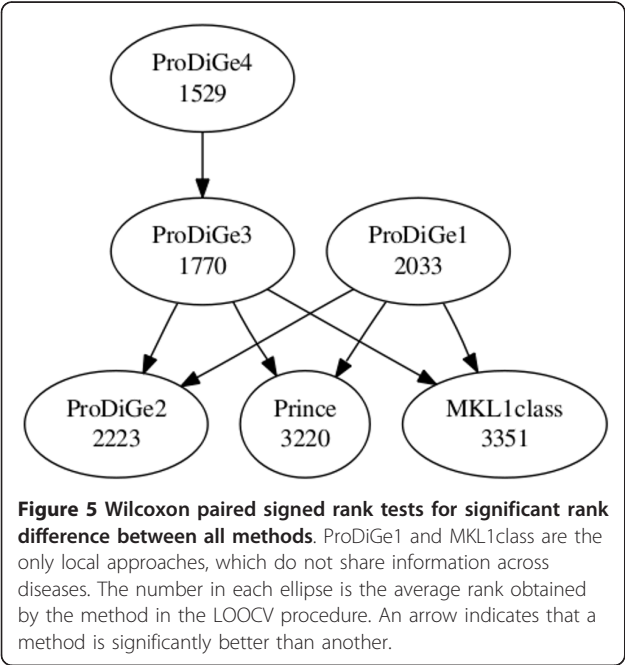 ProDiGe4
1529
ProDiGe3
1770
ProDiGe1
2033
ProDiGe2
2223
Prince
3220
MKL1class
3351
Figure 5 Wilcoxon paired signed rank tests for significant rank
difference between all methods. ProDiGe1 and MKL1class are the
only local approaches, which do not share information across
diseases. The number in each ellipse is the average rank obtained
by the method in the LOOCV procedure. An arrow indicates that a
method is significantly better than another.